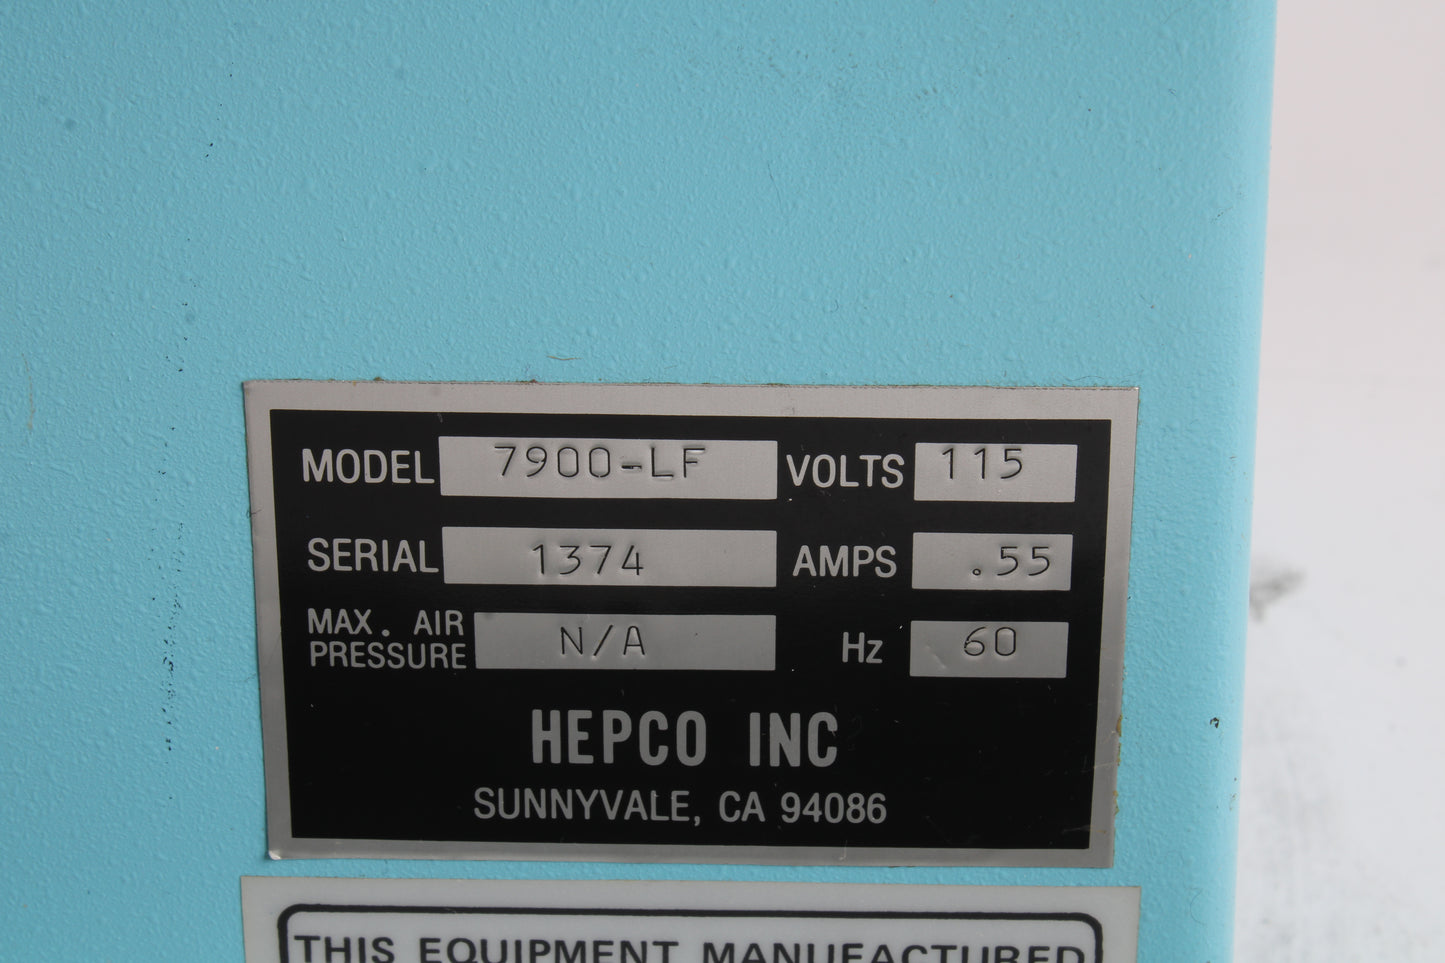 MODEL 7900-LF VOLTS 115
SERIAL 1374 AMPS .55
MAX. AIR PRESSURE N/A Hz 60
HEPCO INC
SUNNYVALE, CA 94086
THIS EQUIPMENT MANUFACTURED